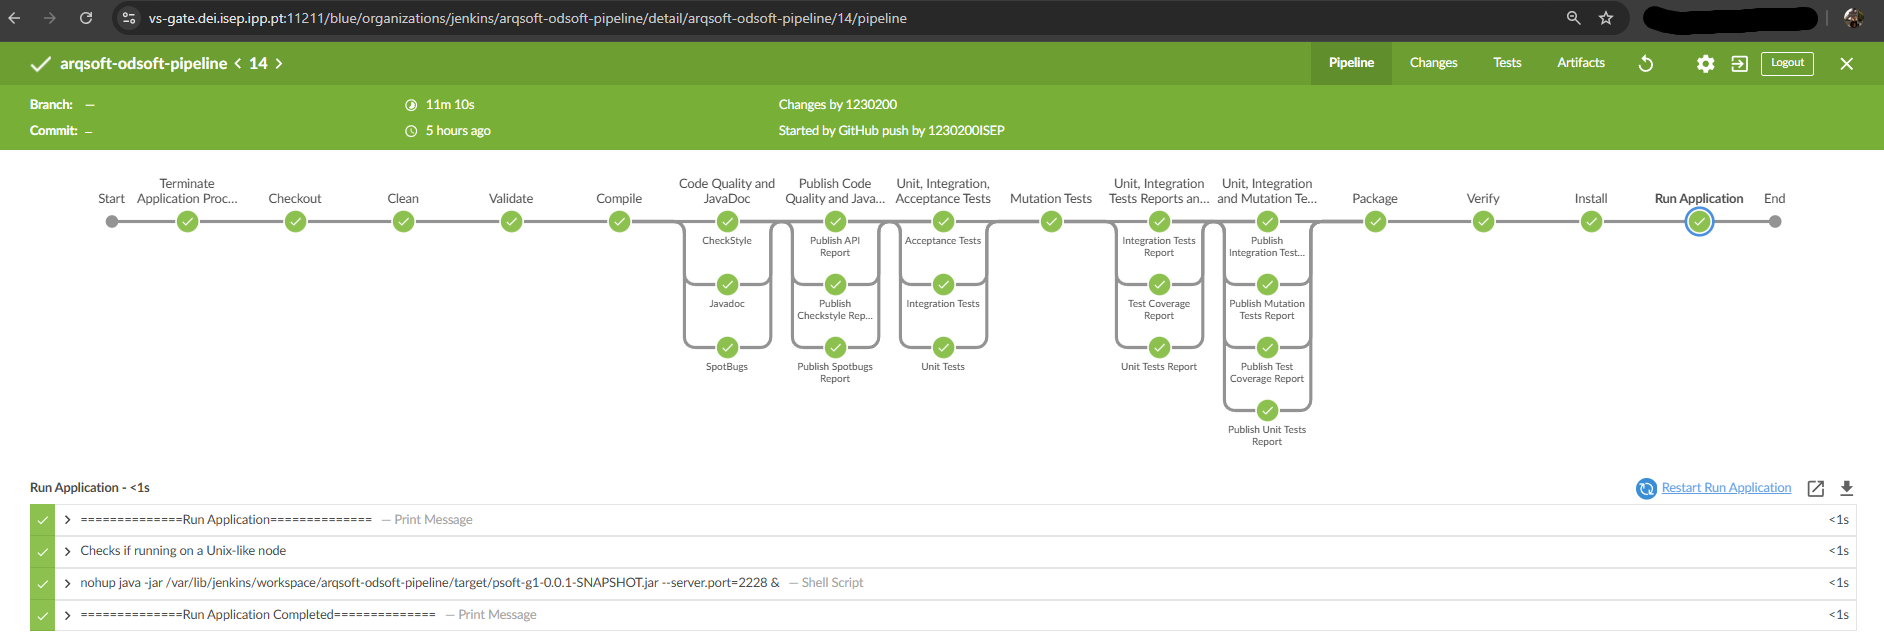 vs-gate.dei.isep.ipp.pt:11211/blue/organizations/jenkins/arqsoft-odsoft-pipeline/detail/arqsoft-odsoft-pipeline/14/pipeline
arqsoft-odsoft-pipeline < 14 >
Pipeline Changes Tests Artifacts Logout
Branch: — 11m 10s Changes by 1230200
Commit: — 5 hours ago Started by GitHub push by 1230200ISEP
Start
Terminate
Application Proc...
Checkout
Clean
Validate
Compile
Code Quality and
JavaDoc
CheckStyle
Javadoc
SpotBugs
Publish Code
Quality and Java...
Publish API
Report
Publish
Checkstyle Rep...
Publish Spotbugs
Report
Unit, Integration,
Acceptance Tests
Acceptance Tests
Integration Tests
Unit Tests
Mutation Tests
Unit, Integration
Tests Reports an...
Integration Tests
Report
Test Coverage
Report
Unit Tests Report
Unit, Integration
and Mutation Te...
Publish
Integration Test...
Publish Mutation
Tests Report
Publish Test
Coverage Report
Publish Unit Tests
Report
Package
Verify
Install
Run Application
End
Run Application - <1s
Restart Run Application
==============Run Application============== — Print Message <1s
Checks if running on a Unix-like node <1s
nohup java -jar /var/lib/jenkins/workspace/arqsoft-odsoft-pipeline/target/psoft-g1-0.0.1-SNAPSHOT.jar --server.port=2228 & — Shell Script <1s
==============Run Application Completed============== — Print Message <1s